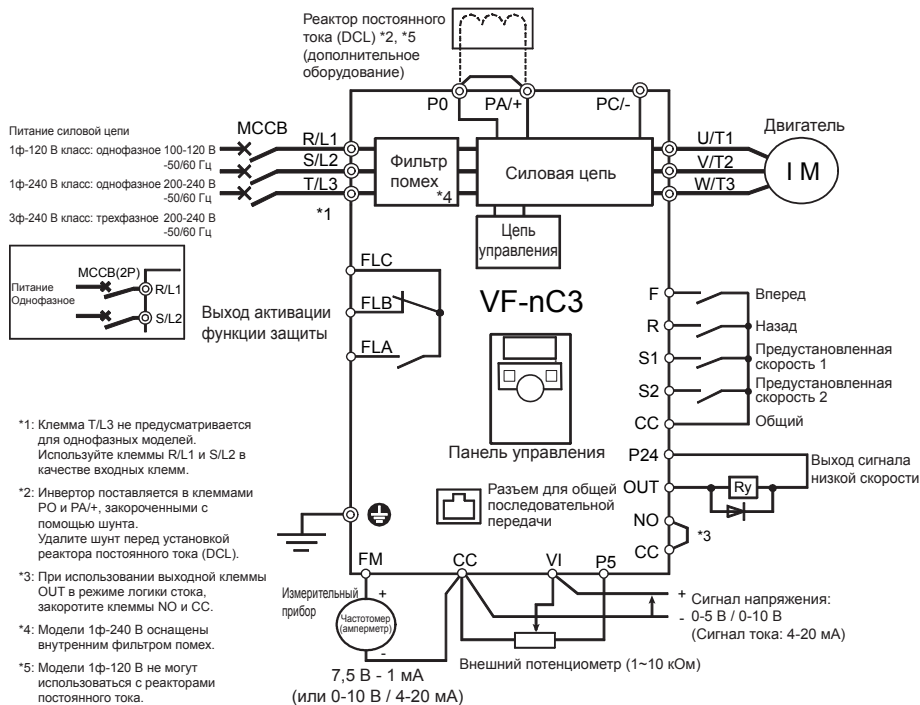 Реактор постоянного
тока (DCL) *2, *5
(дополнительное
оборудование)
P0
PA/+
PC/-
Питание силовой цепи
1ф-120 В класс: однофазное 100-120 В
-50/60 Гц
1ф-240 В класс: однофазное 200-240 В
-50/60 Гц
3ф-240 В класс: трехфазное 200-240 В
-50/60 Гц
MCCB
R/L1
S/L2
T/L3
*1
Фильтр
помех
*4
Силовая цепь
Цепь
управления
U/T1
V/T2
W/T3
Двигатель
I M
MCCB(2P)
Питание
Однофазное
R/L1
S/L2
Выход активации
функции защиты
FLC
FLB
FLA
VF-nC3
Панель управления
Разъем для общей
последовательной
передачи
F
Вперед
R
Назад
S1
Предустановленная
скорость 1
S2
Предустановленная
скорость 2
CC
Общий
P24
OUT
Ry
Выход сигнала
низкой скорости
NO
CC
*3
*1: Клемма T/L3 не предусматривается
для однофазных моделей.
Используйте клеммы R/L1 и S/L2 в
качестве входных клемм.
*2: Инвертор поставляется в клеммами
PO и PA/+, закороченными с
помощью шунта.
Удалите шунт перед установкой
реактора постоянного тока (DCL).
*3: При использовании выходной клеммы
OUT в режиме логики стока,
закоротите клеммы NO и CC.
*4: Модели 1ф-240 В оснащены
внутренним фильтром помех.
*5: Модели 1ф-120 В не могут
использоваться с реакторами
постоянного тока.
FM
CC
VI
P5
Измерительный
прибор
+
Частотомер
(амперметр)
-
7,5 В - 1 мА
(или 0-10 В / 4-20 мА)
Внешний потенциометр (1~10 кОм)
+
-
Сигнал напряжения:
0-5 В / 0-10 В
(Сигнал тока: 4-20 мА)